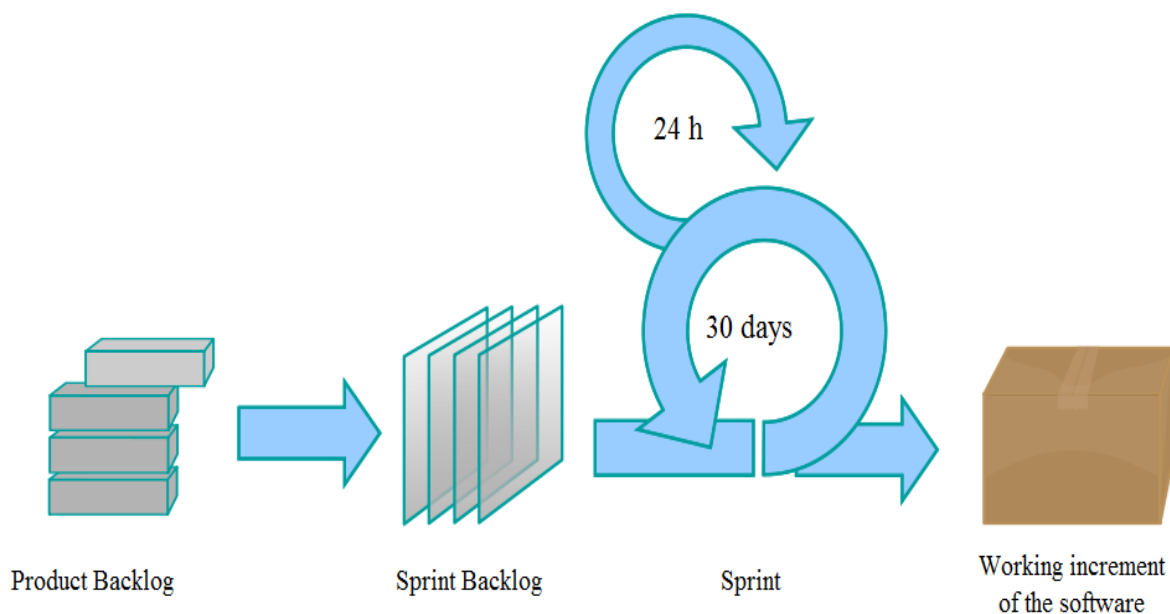 24 h
30 days
Product Backlog
Sprint Backlog
Sprint
Working increment
of the software